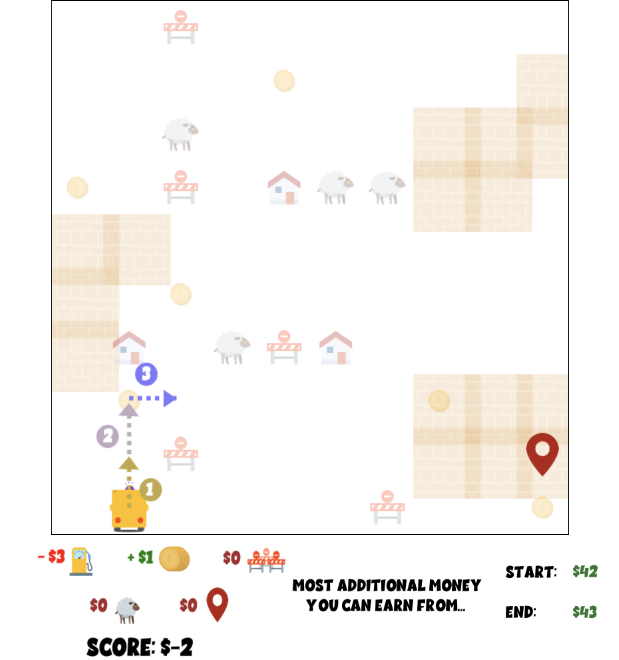 3
2
1
- $3
+ $1
$0
$0
$0
MOST ADDITIONAL MONEY
YOU CAN EARN FROM...
START: $42
END: $43
SCORE: $-2